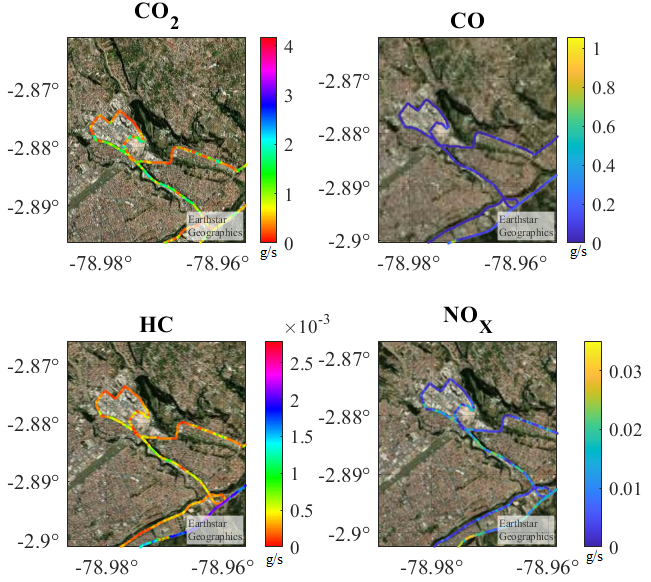 CO2
CO
4
3
2
1
0
g/s
1
0.8
0.6
0.4
0.2
0
g/s
-2.87°
-2.88°
-2.89°
-2.87°
-2.88°
-2.89°
-2.9°
Earthstar
Geographics
Earthstar
Geographics
-78.98°
-78.96°
-78.98°
-78.96°
HC
NOX
×10-3
2.5
2
1.5
1
0.5
0
g/s
0.03
0.02
0.01
0
g/s
-2.87°
-2.88°
-2.89°
-2.9°
-2.87°
-2.88°
-2.89°
-2.9°
Earthstar
Geographics
Earthstar
Geographics
-78.98°
-78.96°
-78.98°
-78.96°